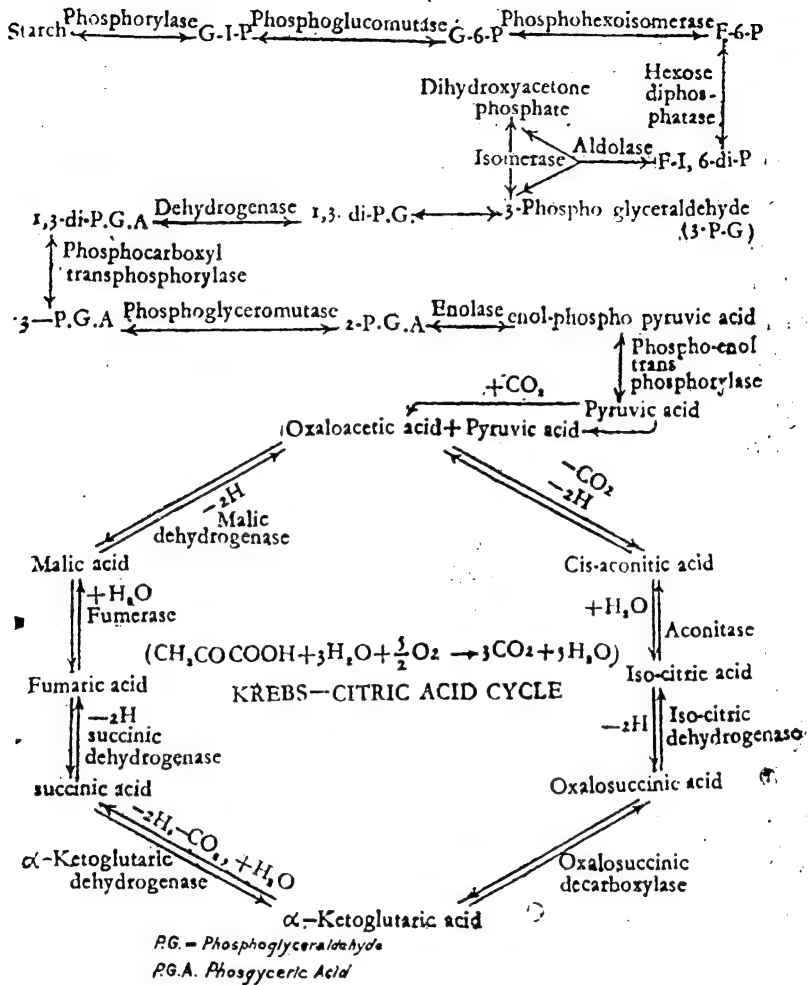 Starch Phosphorylase G-I-P Phosphoglucomutase G-6-P Phosphohexoisomerase F-6-P
Dihydroxyacetone phosphate
Hexose diphos-phatase
Isomerase Aldolase F-I, 6-di-P
1,3-di-P.G.A Dehydrogenase 1,3. di-P.G. 3-Phospho glyceraldehyde
(3-P-G)
Phosphocarboxyl
transphosphorylase
3—P.G.A Phosphoglyceromutase 2-P.G.A Enolase enol-phospho pyruvic acid
Phospho-enol
trans
phosphorylase
+CO₂
Pyruvic acid
Oxaloacetic acid+Pyruvic acid
—2H
Malic
dehydrogenase
—CO₂
—2H
Malic acid
Cis-aconitic acid
+H₂O
Fumerase
+H₂O
Aconitase
(CH₃COCOOH+3H₂O+5/2O₂ →3CO₂+5H₂O)
Fumaric acid
Iso-citric acid
KREBS—CITRIC ACID CYCLE
—2H
succinic
dehydrogenase
—2H
Iso-citric
dehydrogenaso
succinic acid
Oxalosuccinic acid
—2H,—CO₂, +H₂O
α-Ketoglutaric
dehydrogenase
Oxalosuccinic
decarboxylase
α-Ketoglutaric acid
P.G. = Phosphoglyceraldehyde
P.G.A. Phosgyceric Acid